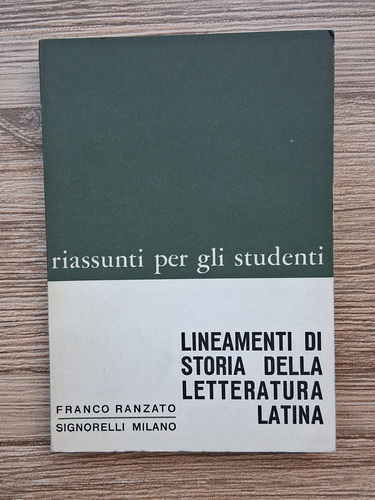 riassunti per gli studenti
LINEAMENTI DI
STORIA DELLA
LETTERATURA
LATINA
FRANCO RANZATO
SIGNORELLI MILANO